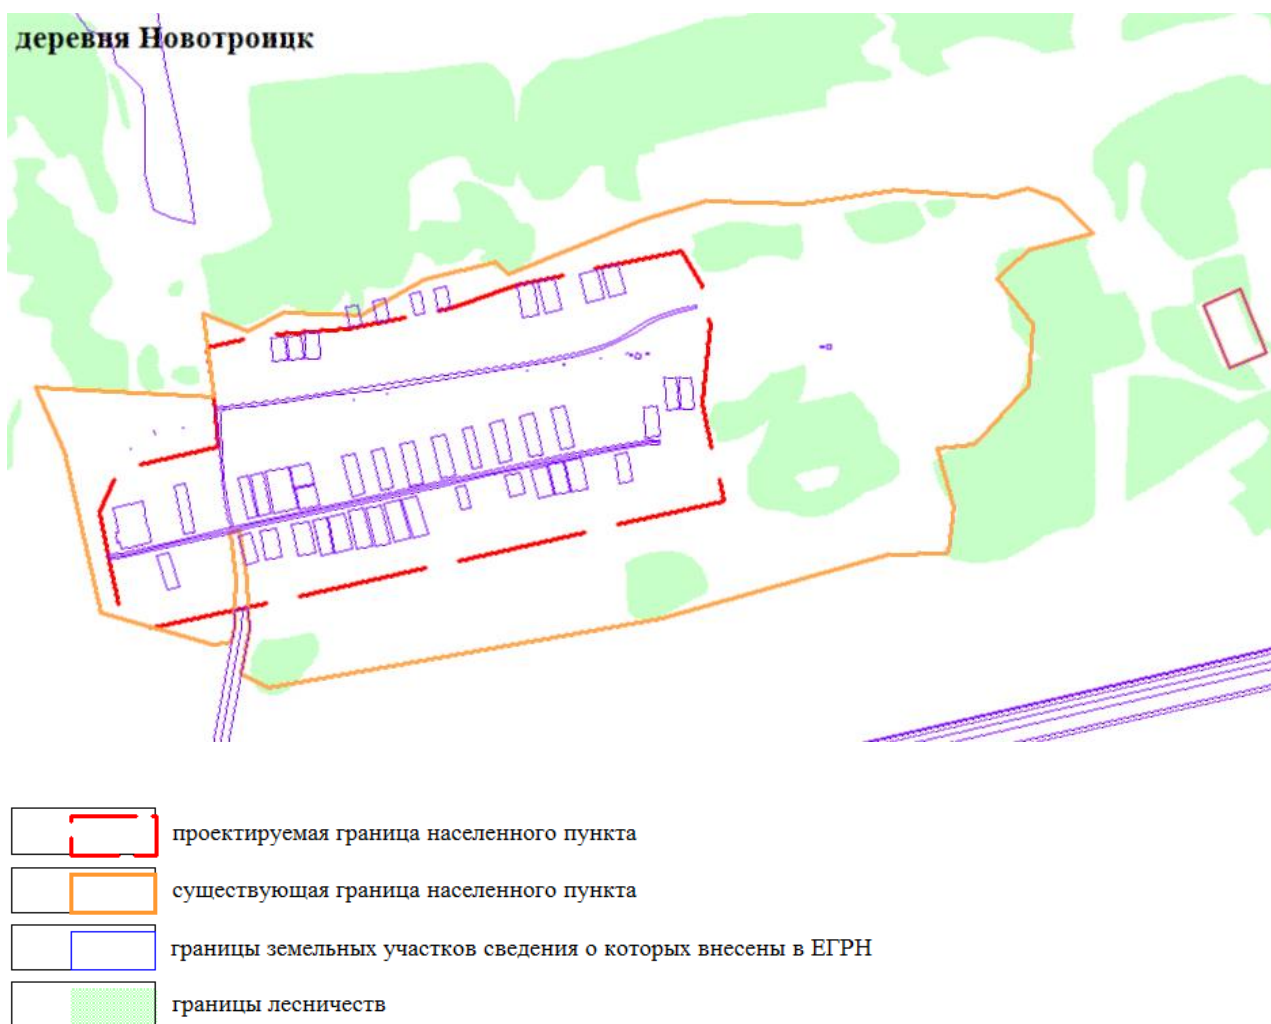 деревня Новотроицк
проектируемая граница населенного пункта
существующая граница населенного пункта
границы земельных участков сведения о которых внесены в ЕГРН
границы лесничеств